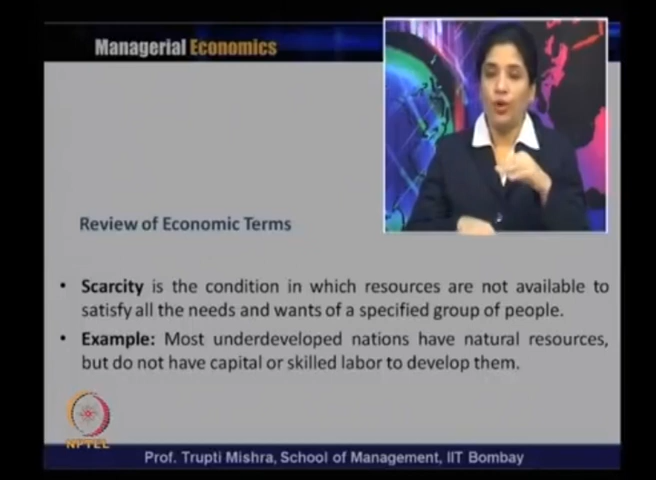 Managerial Economics
Review of Economic Terms
• Scarcity is the condition in which resources are not available to
satisfy all the needs and wants of a specified group of people.
• Example: Most underdeveloped nations have natural resources,
but do not have capital or skilled labor to develop them.
NPTEL
Prof. Trupti Mishra, School of Management, IIT Bombay